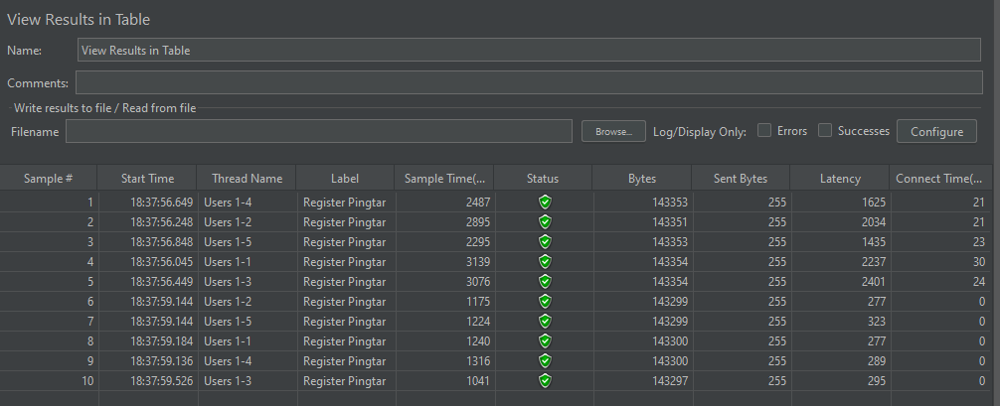 View Results in Table
Name: View Results in Table
Comments:
Write results to file / Read from file
Filename Browse... Log/Display Only: Errors Successes Configure
Sample # Start Time Thread Name Label Sample Time(... Status Bytes Sent Bytes Latency Connect Time(...
1 18:37:56.649 Users 1-4 Register Pingtar 2487 143353 255 1625 21
2 18:37:56.248 Users 1-2 Register Pingtar 2895 143351 255 2034 21
3 18:37:56.848 Users 1-5 Register Pingtar 2295 143353 255 1435 23
4 18:37:56.045 Users 1-1 Register Pingtar 3139 143354 255 2237 30
5 18:37:56.449 Users 1-3 Register Pingtar 3076 143354 255 2401 24
6 18:37:59.144 Users 1-2 Register Pingtar 1175 143299 255 277 0
7 18:37:59.144 Users 1-5 Register Pingtar 1224 143299 255 323 0
8 18:37:59.184 Users 1-1 Register Pingtar 1240 143300 255 277 0
9 18:37:59.136 Users 1-4 Register Pingtar 1316 143300 255 289 0
10 18:37:59.526 Users 1-3 Register Pingtar 1041 143297 255 295 0